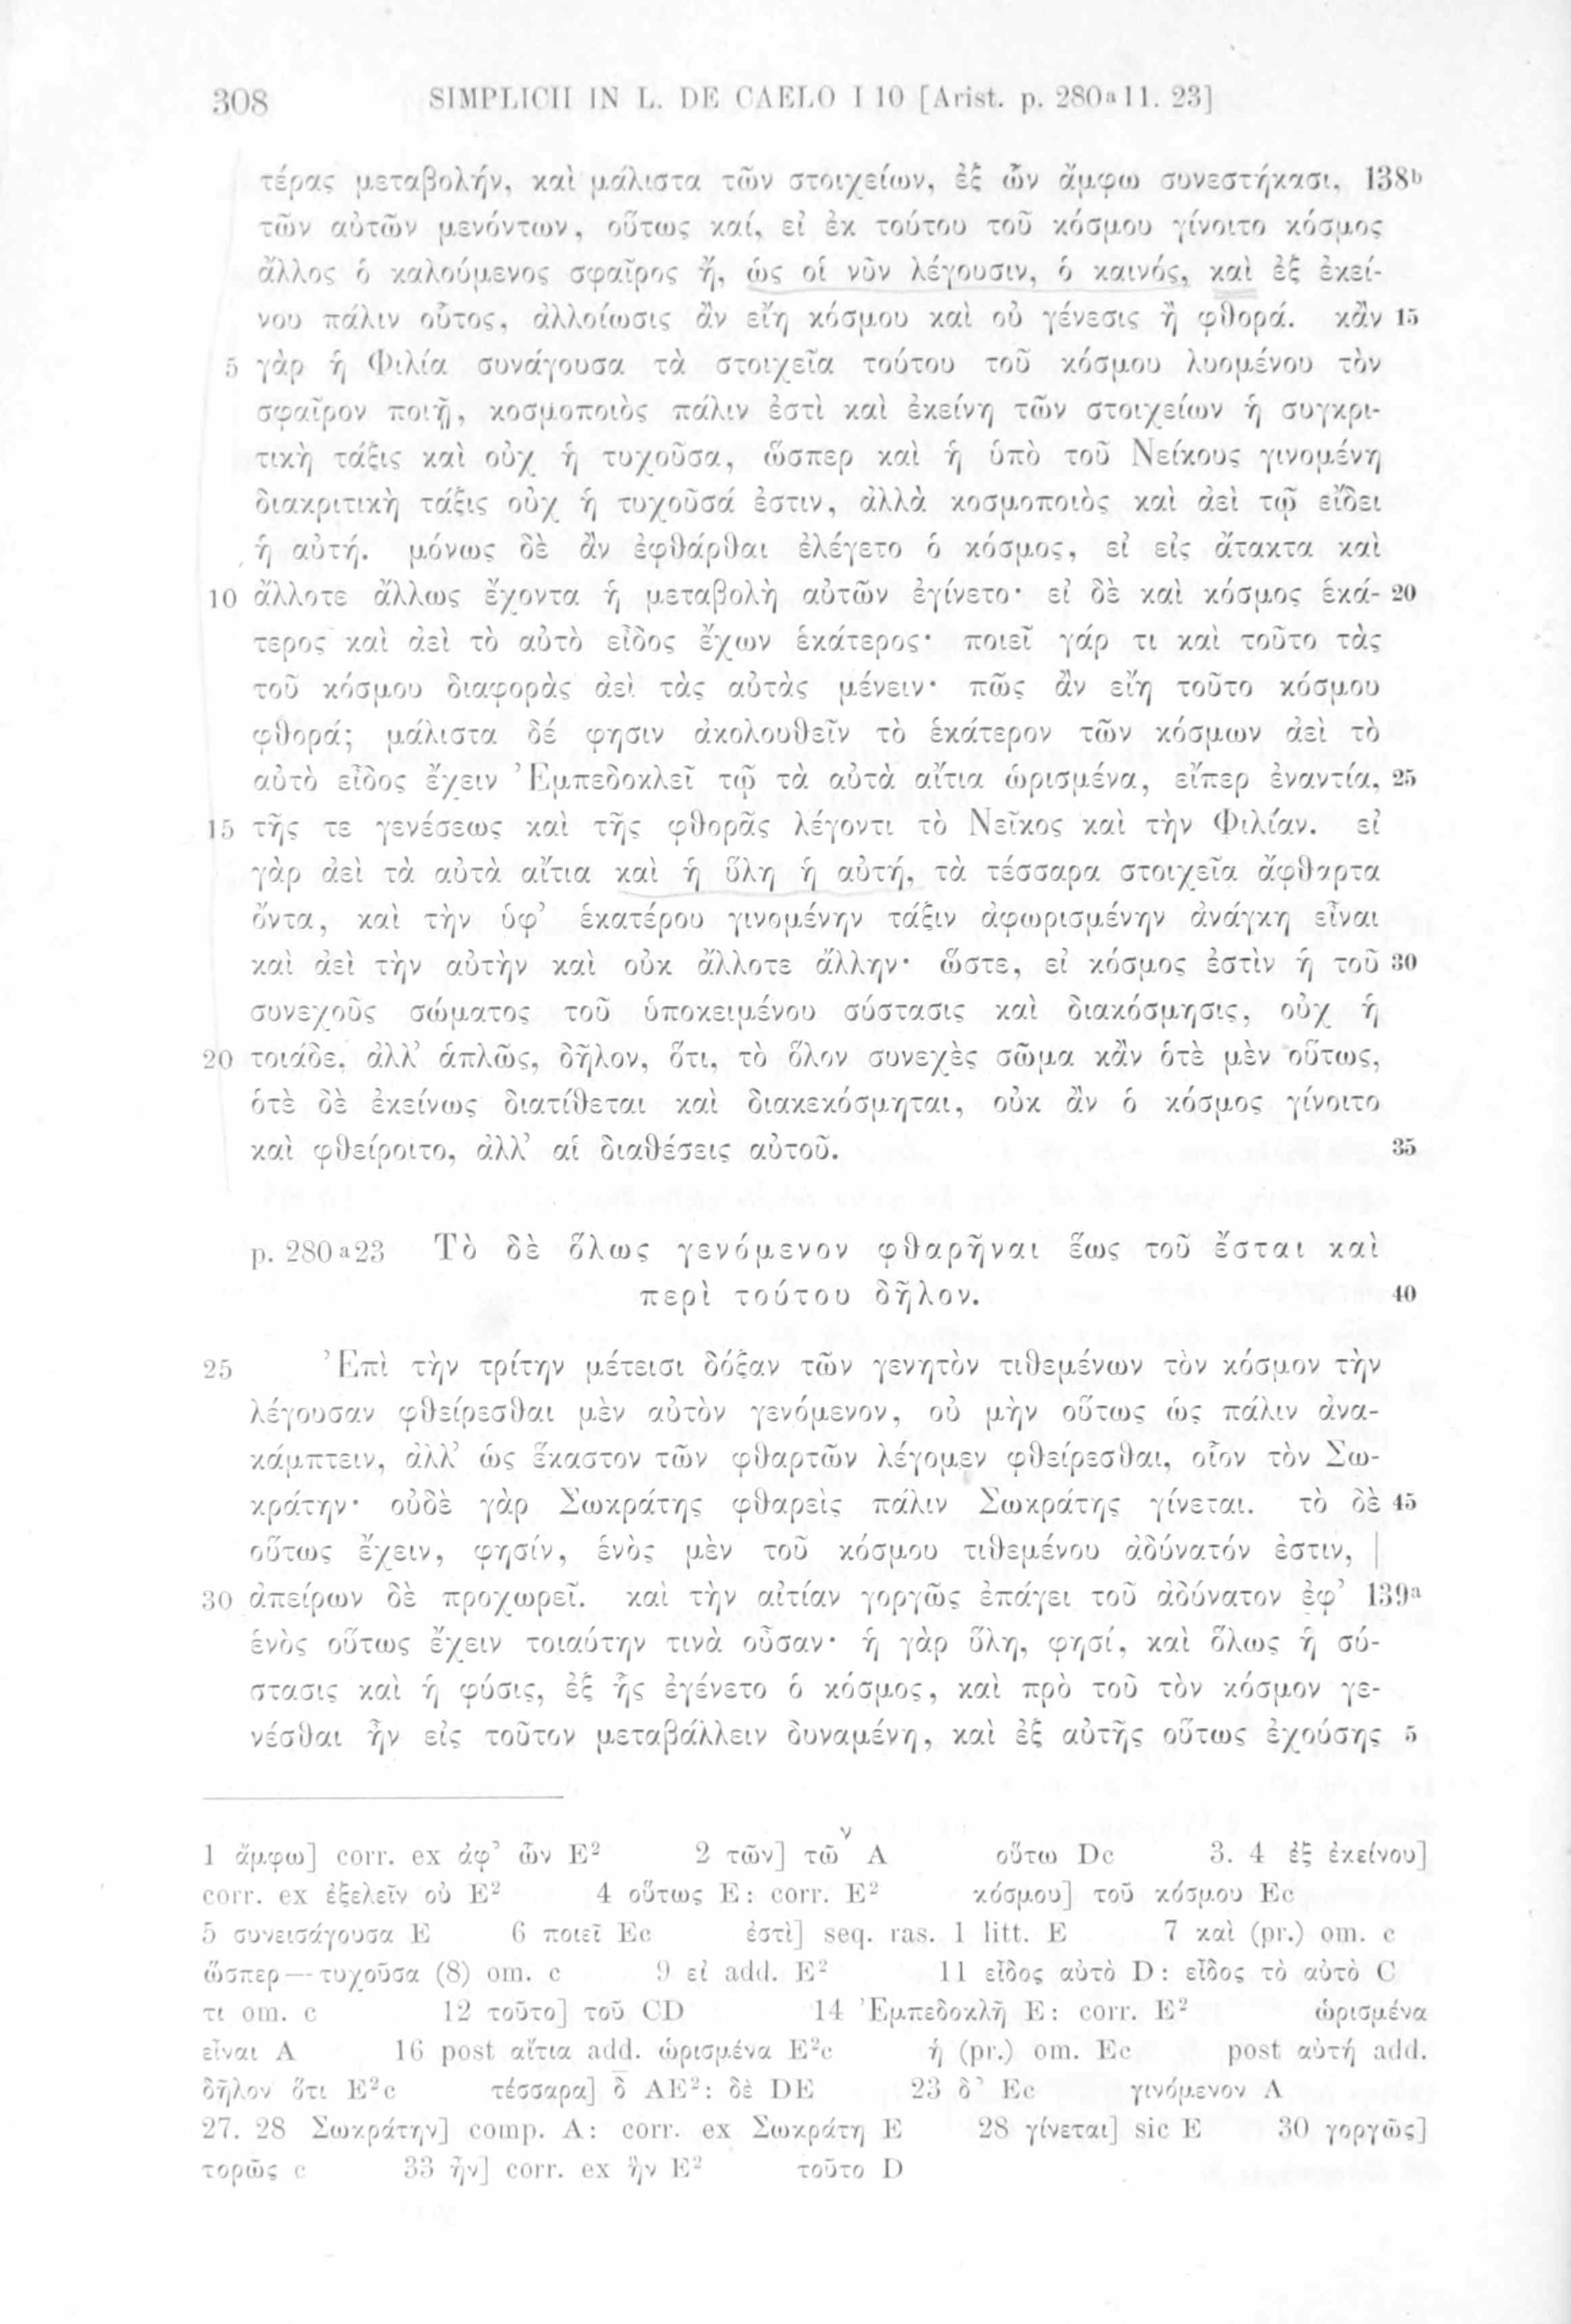 308 SIMPLICII IN L. DE CAELO I 10 [Arist. p. 280a11. 23]
τέρας μεταβολήν, καὶ μάλιστα τῶν στοιχείων, ἐξ ὧν ἄμφω συνεστήκασι, 138b
τῶν αὐτῶν μενόντων, οὕτως καί, εἰ ἐκ τούτου τοῦ κόσμου γίνοιτο κόσμος
ἄλλος ὁ καλούμενος σφαῖρος ἤ, ὡς οἱ νῦν λέγουσιν, ὁ καινός, καὶ ἐξ ἐκεί-
νου πάλιν οὗτος, ἀλλοίωσις ἂν εἴη κόσμου καὶ οὐ γένεσις ἢ φθορά. κἂν 15
5 γὰρ ἡ Φιλία συνάγουσα τὰ στοιχεῖα τούτου τοῦ κόσμου λυομένου τὸν
σφαῖρον ποιῇ, κοσμοποιὸς πάλιν ἐστὶ καὶ ἐκείνη τῶν στοιχείων ἡ συγκρι-
τικὴ τάξις καὶ οὐχ ἡ τυχοῦσα, ὥσπερ καὶ ἡ ὑπὸ τοῦ Νείκους γινομένη
διακριτικὴ τάξις οὐχ ἡ τυχοῦσά ἐστιν, ἀλλὰ κοσμοποιὸς καὶ ἀεὶ τῷ εἴδει
ἡ αὐτή. μόνως δὲ ἂν ἐφθάρθαι ἐλέγετο ὁ κόσμος, εἰ εἰς ἄτακτα καὶ
10 ἄλλοτε ἄλλως ἔχοντα ἡ μεταβολὴ αὐτῶν ἐγίνετο· εἰ δὲ καὶ κόσμος ἑκά- 20
τερος καὶ ἀεὶ τὸ αὐτὸ εἶδος ἔχων ἑκάτερος· ποιεῖ γάρ τι καὶ τοῦτο τὰς
τοῦ κόσμου διαφορὰς ἀεὶ τὰς αὐτὰς μένειν· πῶς ἂν εἴη τοῦτο κόσμου
φθορά; μάλιστα δέ φησιν ἀκολουθεῖν τὸ ἑκάτερον τῶν κόσμων ἀεὶ τὸ
αὐτὸ εἶδος ἔχειν Ἐμπεδοκλεῖ τῷ τὰ αὐτὰ αἴτια ὡρισμένα, εἴπερ ἐναντία, 25
15 τῆς τε γενέσεως καὶ τῆς φθορᾶς λέγοντι τὸ Νεῖκος καὶ τὴν Φιλίαν. εἰ
γὰρ ἀεὶ τὰ αὐτὰ αἴτια καὶ ἡ ὕλη ἡ αὐτή, τὰ τέσσαρα στοιχεῖα ἄφθαρτα
ὄντα, καὶ τὴν ὑφ’ ἑκατέρου γινομένην τάξιν ἀφωρισμένην ἀνάγκη εἶναι
καὶ ἀεὶ τὴν αὐτὴν καὶ οὐκ ἄλλοτε ἄλλην· ὥστε, εἰ κόσμος ἐστὶν ἡ τοῦ 30
συνεχοῦς σώματος τοῦ ὑποκειμένου σύστασις καὶ διακόσμησις, οὐχ ἡ
20 τοιάδε, ἀλλ’ ἁπλῶς, δῆλον, ὅτι, τὸ ὅλον συνεχὲς σῶμα κἂν ὁτὲ μὲν οὕτως,
ὁτὲ δὲ ἐκείνως διατίθεται καὶ διακεκόσμηται, οὐκ ἂν ὁ κόσμος γίνοιτο
καὶ φθείροιτο, ἀλλ’ αἱ διαθέσεις αὐτοῦ. 35
p. 280a23 Τὸ δὲ ὅλως γενόμενον φθαρῆναι ἕως τοῦ ἔσται καὶ
περὶ τούτου δῆλον. 40
25 Ἐπὶ τὴν τρίτην μέτεισι δόξαν τῶν γενητὸν τιθεμένων τὸν κόσμον τὴν
λέγουσαν φθείρεσθαι μὲν αὐτὸν γενόμενον, οὐ μὴν οὕτως ὡς πάλιν ἀνα-
κάμπτειν, ἀλλ’ ὡς ἕκαστον τῶν φθαρτῶν λέγομεν φθείρεσθαι, οἷον τὸν Σω-
κράτην· οὐδὲ γὰρ Σωκράτης φθαρεὶς πάλιν Σωκράτης γίνεται. τὸ δὲ 45
οὕτως ἔχειν, φησίν, ἑνὸς μὲν τοῦ κόσμου τιθεμένου ἀδύνατόν ἐστιν, |
30 ἀπείρων δὲ προχωρεῖ. καὶ τὴν αἰτίαν γοργῶς ἐπάγει τοῦ ἀδύνατον ἐφ’ 139a
ἑνὸς οὕτως ἔχειν τοιαύτην τινὰ οὖσαν· ἡ γὰρ ὕλη, φησί, καὶ ὅλως ἡ σύ-
στασις καὶ ἡ φύσις, ἐξ ἧς ἐγένετο ὁ κόσμος, καὶ πρὸ τοῦ τὸν κόσμον γε-
νέσθαι ἦν εἰς τοῦτον μεταβάλλειν δυναμένη, καὶ ἐξ αὐτῆς οὕτως ἐχούσης 5
1 ἄμφω] corr. ex ἀφ’ ὧν E² 2 τῶν] τῶν A οὕτω Dc 3. 4 ἐξ ἐκείνου]
corr. ex ἐξελεῖν οὐ E² 4 οὕτως E: corr. E² κόσμου] τοῦ κόσμου Ec
5 συνεισάγουσα E 6 ποιεῖ Ec ἐστὶ] seq. ras. 1 litt. E 7 καὶ (pr.) om. c
ὥσπερ — τυχοῦσα (8) om. c 9 εἰ add. E² 11 εἶδος αὐτὸ D: εἶδος τὸ αὐτὸ C
τι om. c 12 τοῦτο] τοῦ CD 14 Ἐμπεδοκλῆ E: corr. E² ὡρισμένα
εἶναι A 16 post αἴτια add. ὡρισμένα E²c ἡ (pr.) om. Ec post αὐτή add.
δῆλον ὅτι E²c τέσσαρα] δ̄ AE²: δὲ DE 23 δ’ Ec γινόμενον A
27. 28 Σωκράτην] comp. A: corr. ex Σωκράτη E 28 γίνεται] sic E 30 γοργῶς]
τορῶς c 33 ἦν] corr. ex ἣν E² τοῦτο D